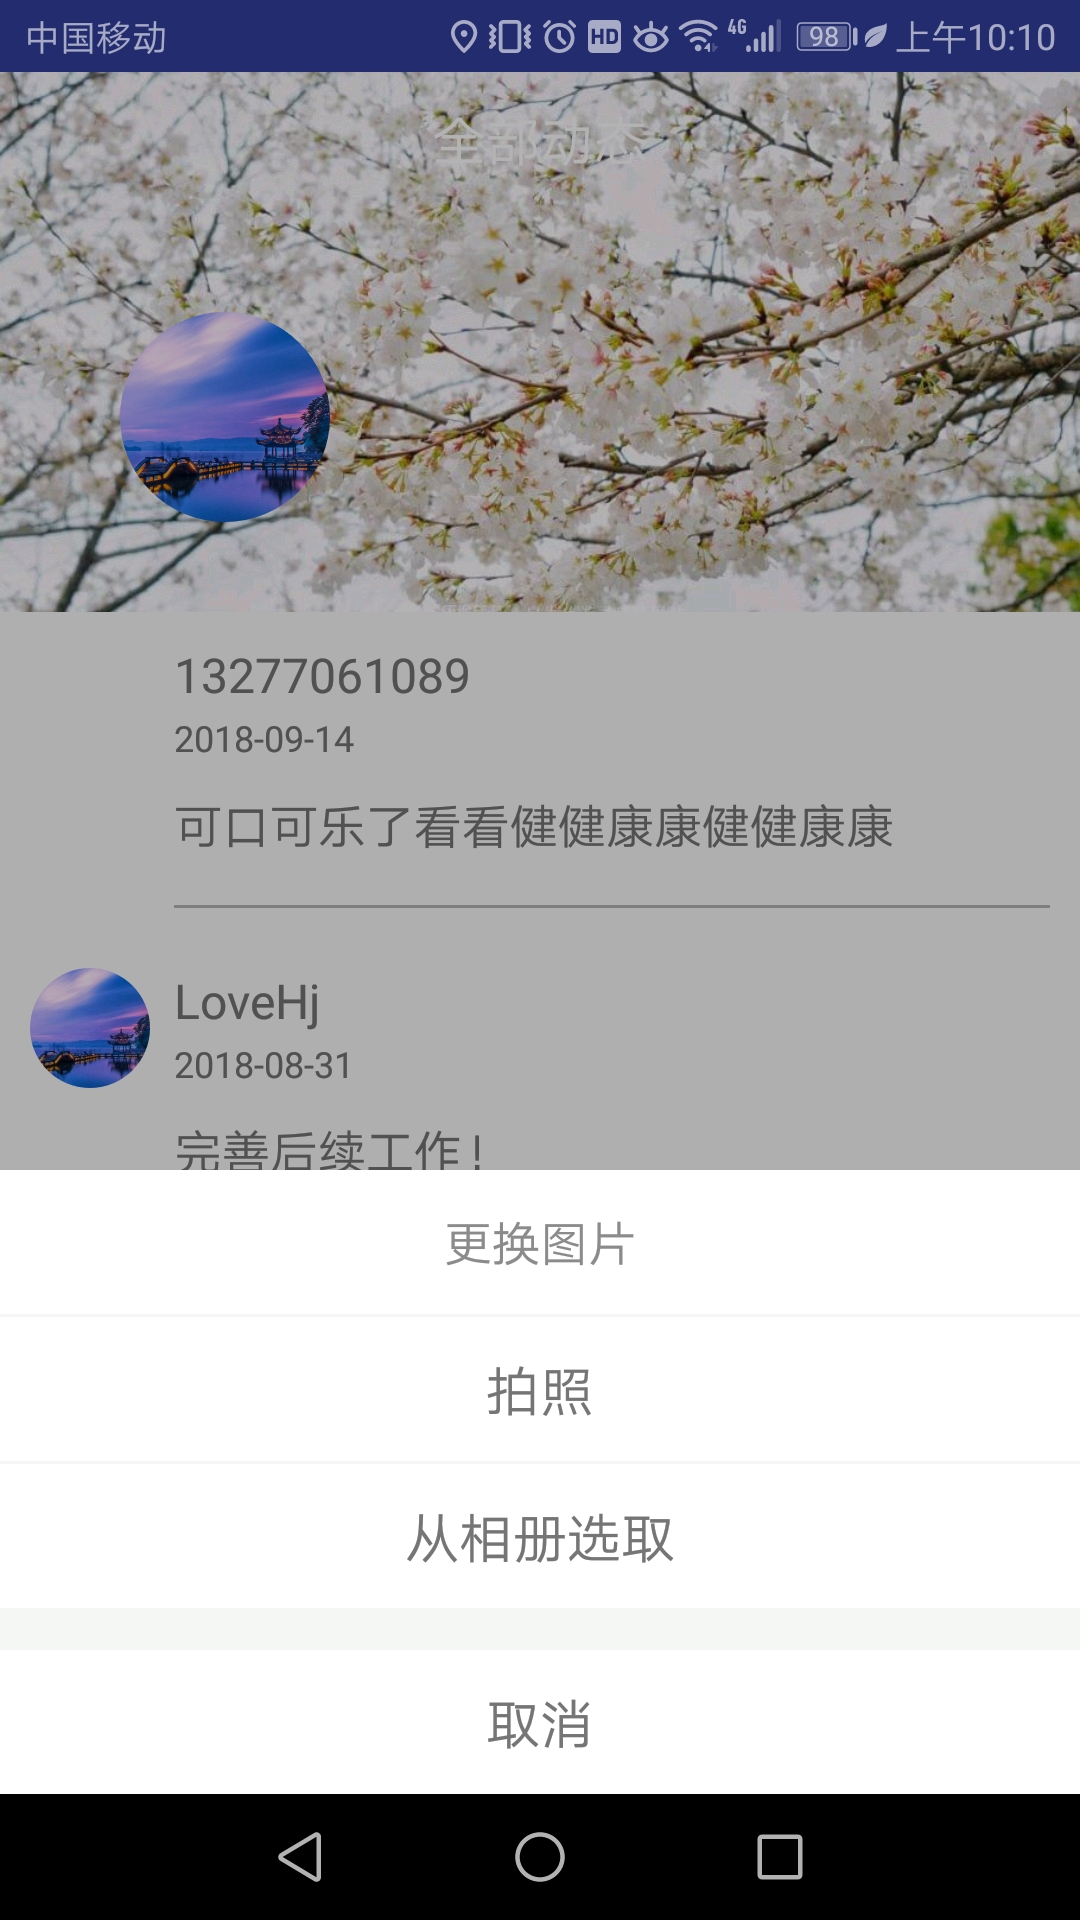 中国移动 HD 4G 98 上午10:10
全部动态
13277061089
2018-09-14
可口可乐了看看健健康康健健康康
LoveHj
2018-08-31
完善后续工作！
更换图片
拍照
从相册选取
取消